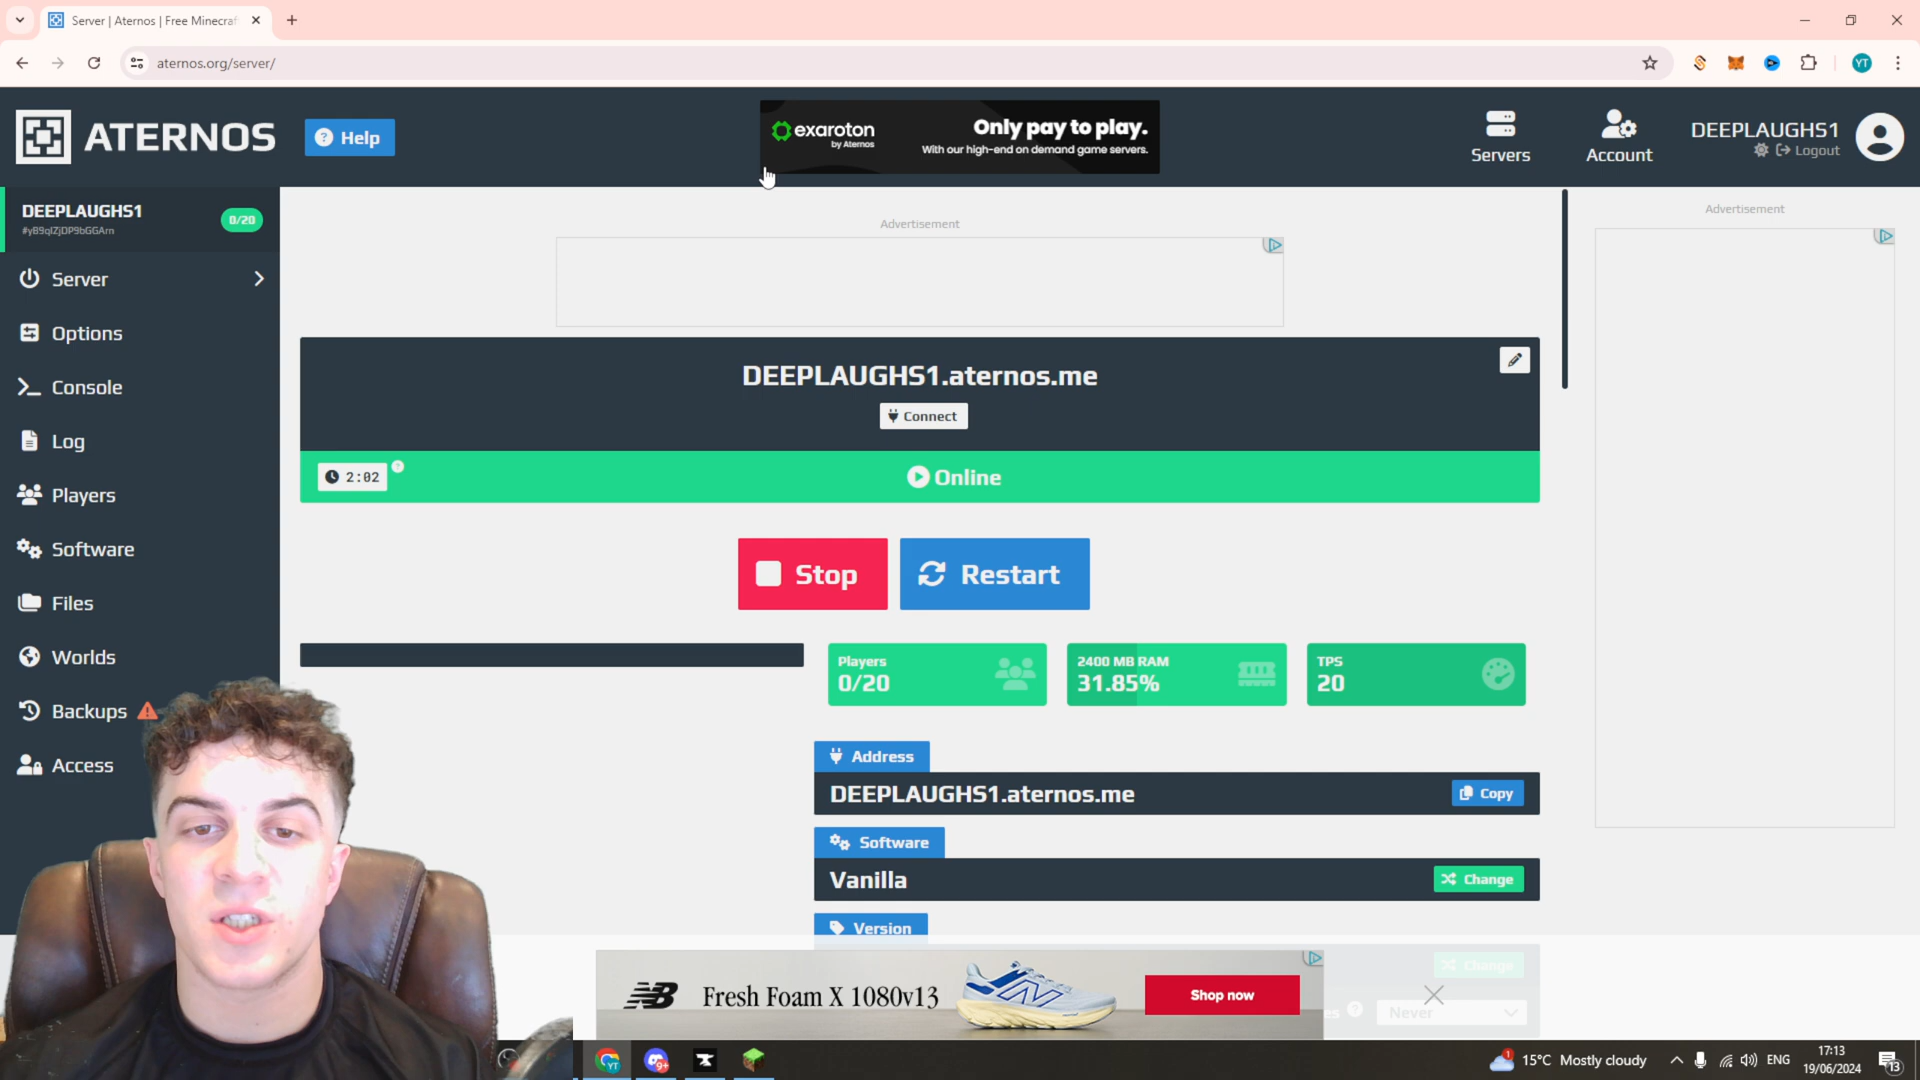 Server | Aternos | Free Minecraf
aternos.org/server/
YT
ATERNOS
Help
exaroton
by Aternos
Only pay to play.
With our high-end on demand game servers.
Servers
Account
DEEPLAUGHS1
Logout
DEEPLAUGHS1
0/20
Server
Options
Console
Log
Players
Software
Files
Worlds
Backups
Access
Advertisement
Advertisement
DEEPLAUGHS1.aternos.me
Connect
2:02
Online
Stop
Restart
Players
0/20
2400 MB RAM
31.85%
TPS
20
Address
DEEPLAUGHS1.aternos.me
Copy
Software
Vanilla
Change
Version
Change
Never
Fresh Foam X 1080v13
Shop now
15°C Mostly cloudy
ENG
17:13
19/06/2024
13